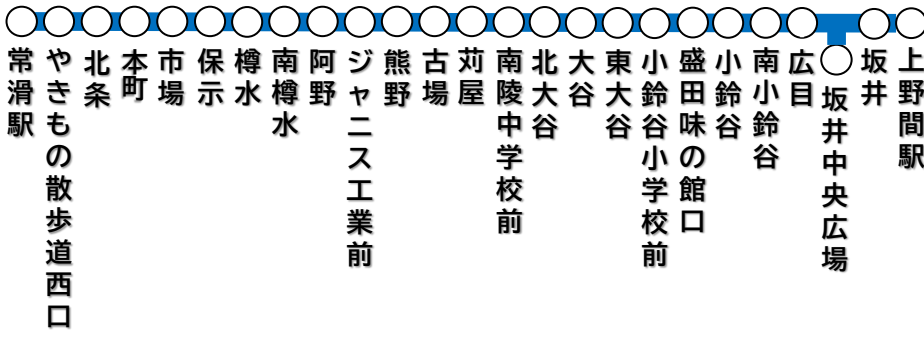 常滑駅
やきもの散歩道西口
北条
本町
市場
保示
樽水
南樽水
阿野
ジャニス工業前
熊野
古場
苅屋
南陵中学校前
北大谷
大谷
東大谷
小鈴谷小学校前
盛田味の館口
小鈴谷
南小鈴谷
広目
坂井中央広場
坂井
上野間駅